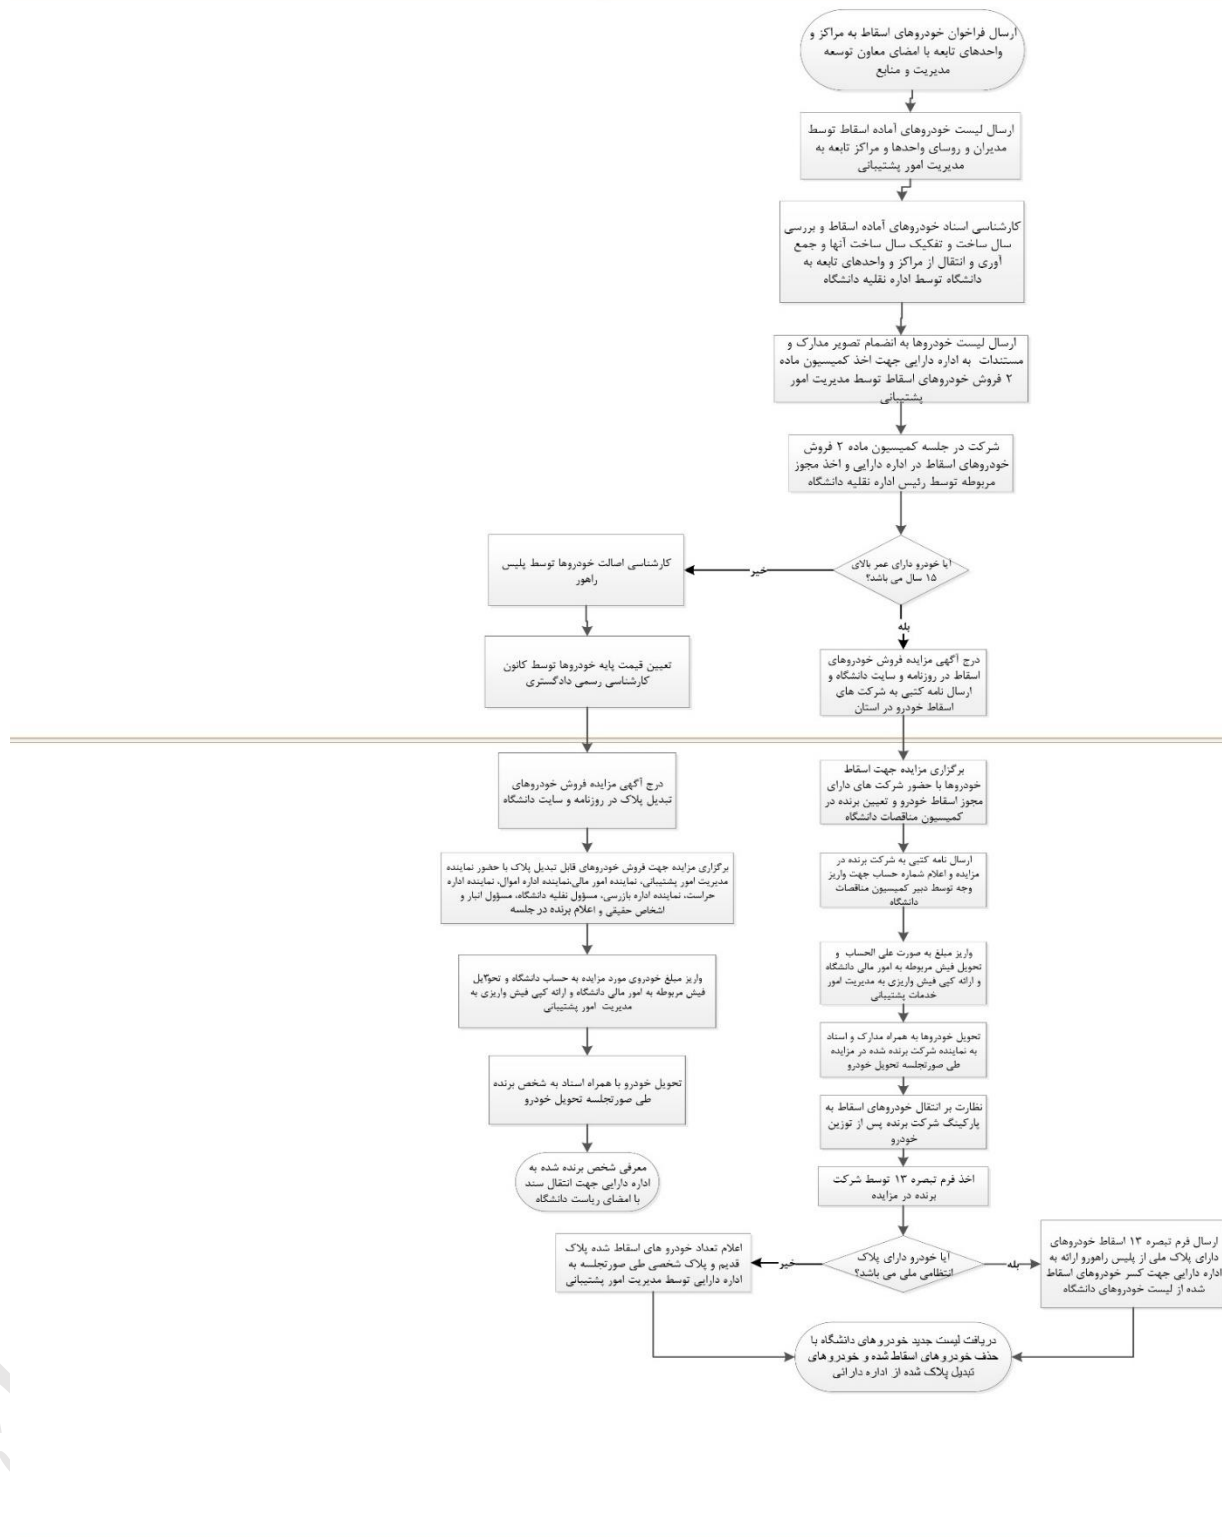 ارسال فراخوان خودروهای اسقاط به مراکز و
واحدهای تابعه با امضای معاون توسعه
مدیریت و منابع
ارسال لیست خودروهای آماده اسقاط توسط
مدیران و روسای واحدها و مراکز تابعه به
مدیریت امور پشتیبانی
کارشناسی اسناد خودروهای آماده اسقاط و بررسی
سال ساخت و تفکیک سال ساخت آنها و جمع
آوری و انتقال از مراکز و واحدهای تابعه به
دانشگاه توسط اداره نقلیه دانشگاه
ارسال لیست خودروها به انضمام تصویر مدارک و
مستندات به اداره دارایی جهت اخذ کمیسیون ماده
۲ فروش خودروهای اسقاط توسط مدیریت امور
پشتیبانی
شرکت در جلسه کمیسیون ماده ۲ فروش
خودروهای اسقاط در اداره دارایی و اخذ مجوز
مربوطه توسط رئیس اداره نقلیه دانشگاه
آیا خودرو دارای عمر بالای
۱۵ سال می باشد؟
خیر
بله
کارشناسی اصالت خودروها توسط پلیس
راهور
تعیین قیمت پایه خودروها توسط کانون
کارشناسی رسمی دادگستری
درج آگهی مزایده فروش خودروهای
تبدیل پلاک در روزنامه و سایت دانشگاه
برگزاری مزایده جهت فروش خودروهای قابل تبدیل پلاک با حضور نماینده
مدیریت امور پشتیبانی، نماینده امور مالی،نماینده اداره اموال، نماینده اداره
حراست، نماینده اداره بازرسی، مسؤول نقلیه دانشگاه، مسؤول انبار و
اشخاص حقیقی و اعلام برنده در جلسه
واریز مبلغ خودروی مورد مزایده به حساب دانشگاه و تحو۳یل
فیش مربوطه به امور مالی دانشگاه و ارائه کپی فیش واریزی به
مدیریت امور پشتیبانی
تحویل خودرو با همراه اسناد به شخص برنده
طی صورتجلسه تحویل خودرو
معرفی شخص برنده شده به
اداره دارایی جهت انتقال سند
با امضای ریاست دانشگاه
درج آگهی مزایده فروش خودروهای
اسقاط در روزنامه و سایت دانشگاه و
ارسال نامه کتبی به شرکت های
اسقاط خودرو در استان
برگزاری مزایده جهت اسقاط
خودروها با حضور شرکت های دارای
مجوز اسقاط خودرو و تعیین برنده در
کمیسیون مناقصات دانشگاه
ارسال نامه کتبی به شرکت برنده در
مزایده و اعلام شماره حساب جهت واریز
وجه توسط دبیر کمیسیون مناقصات
دانشگاه
واریز مبلغ به صورت علی الحساب و
تحویل فیش مربوطه به امور مالی دانشگاه
و ارائه کپی فیش واریزی به مدیریت امور
خدمات پشتیبانی
تحویل خودروها به همراه مدارک و اسناد
به نماینده شرکت برنده شده در مزایده
طی صورتجلسه تحویل خودرو
نظارت بر انتقال خودروهای اسقاط به
پارکینگ شرکت برنده پس از توزین
خودرو
اخذ فرم تبصره ۱۳ توسط شرکت
برنده در مزایده
آیا خودرو دارای پلاک
انتظامی ملی می باشد؟
بله
خیر
ارسال فرم تبصره ۱۳ اسقاط خودروهای
دارای پلاک ملی از پلیس راهورو ارائه به
اداره دارایی جهت کسر خودروهای اسقاط
شده از لیست خودروهای دانشگاه
اعلام تعداد خودرو های اسقاط شده پلاک
قدیم و پلاک شخصی طی صورتجلسه به
اداره دارایی توسط مدیریت امور پشتیبانی
دریافت لیست جدید خودرو های دانشگاه با
حذف خودرو های اسقاط شده و خودرو های
تبدیل پلاک شده از اداره دارائی